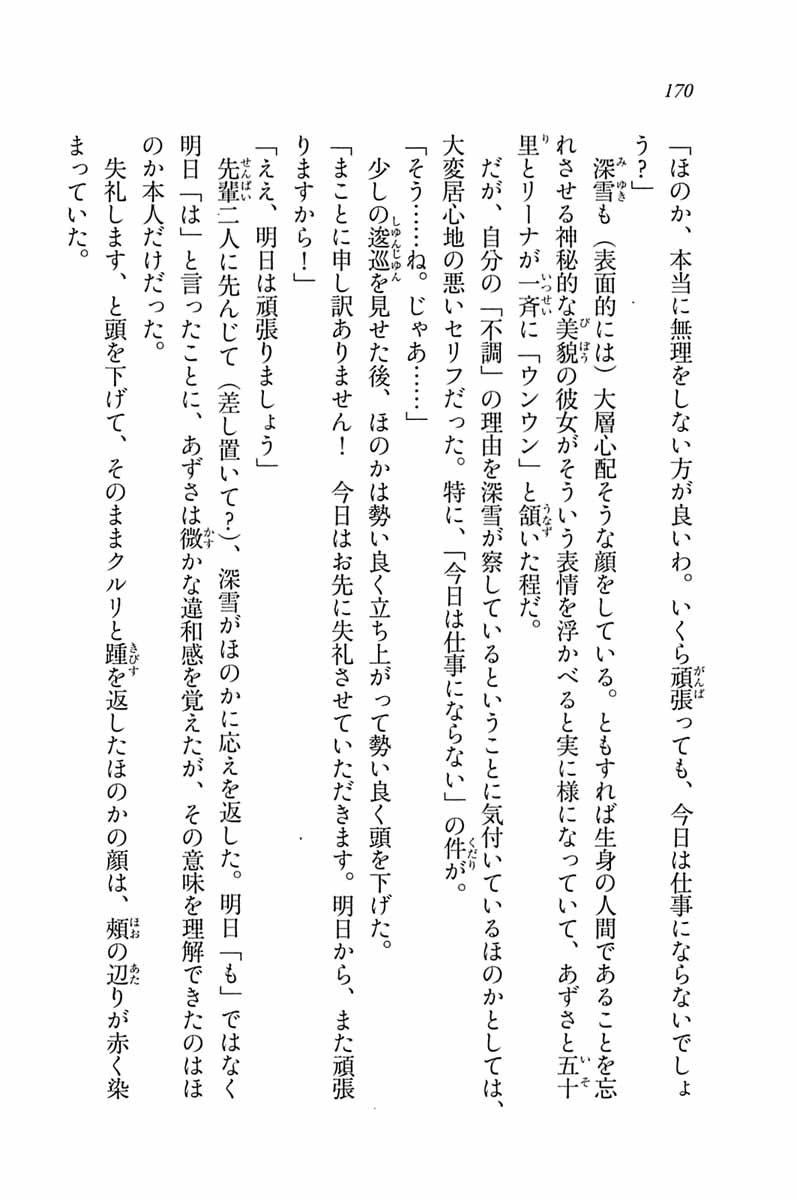 170
「ほのか、本当に無理をしない方が良いわ。いくら頑張っても、今日は仕事にならないでしょ
う?」
深雪も（表面的には）大層心配そうな顔をしている。ともすれば生身の人間であることを忘
れさせる神秘的な美貌の彼女がそういう表情を浮かべると実に様になっていて、あずさと五十
里とリーナが一斉に「ウンウン」と頷いた程だ。
だが、自分の「不調」の理由を深雪が察しているということに気付いているほのかとしては、
大変居心地の悪いセリフだった。特に、「今日は仕事にならない」の件が。
「そう……ね。じゃあ……」
少しの逡巡を見せた後、ほのかは勢い良く立ち上がって勢い良く頭を下げた。
「まことに申し訳ありません！　今日はお先に失礼させていただきます。明日から、また頑張
りますから！」
「ええ、明日は頑張りましょう」
先輩二人に先んじて（差し置いて?）、深雪がほのかに応えを返した。明日「も」ではなく
明日「は」と言ったことに、あずさは微かな違和感を覚えたが、その意味を理解できたのはほ
のか本人だけだった。
失礼します、と頭を下げて、そのままクルリと踵を返したほのかの顔は、頬の辺りが赤く染
まっていた。